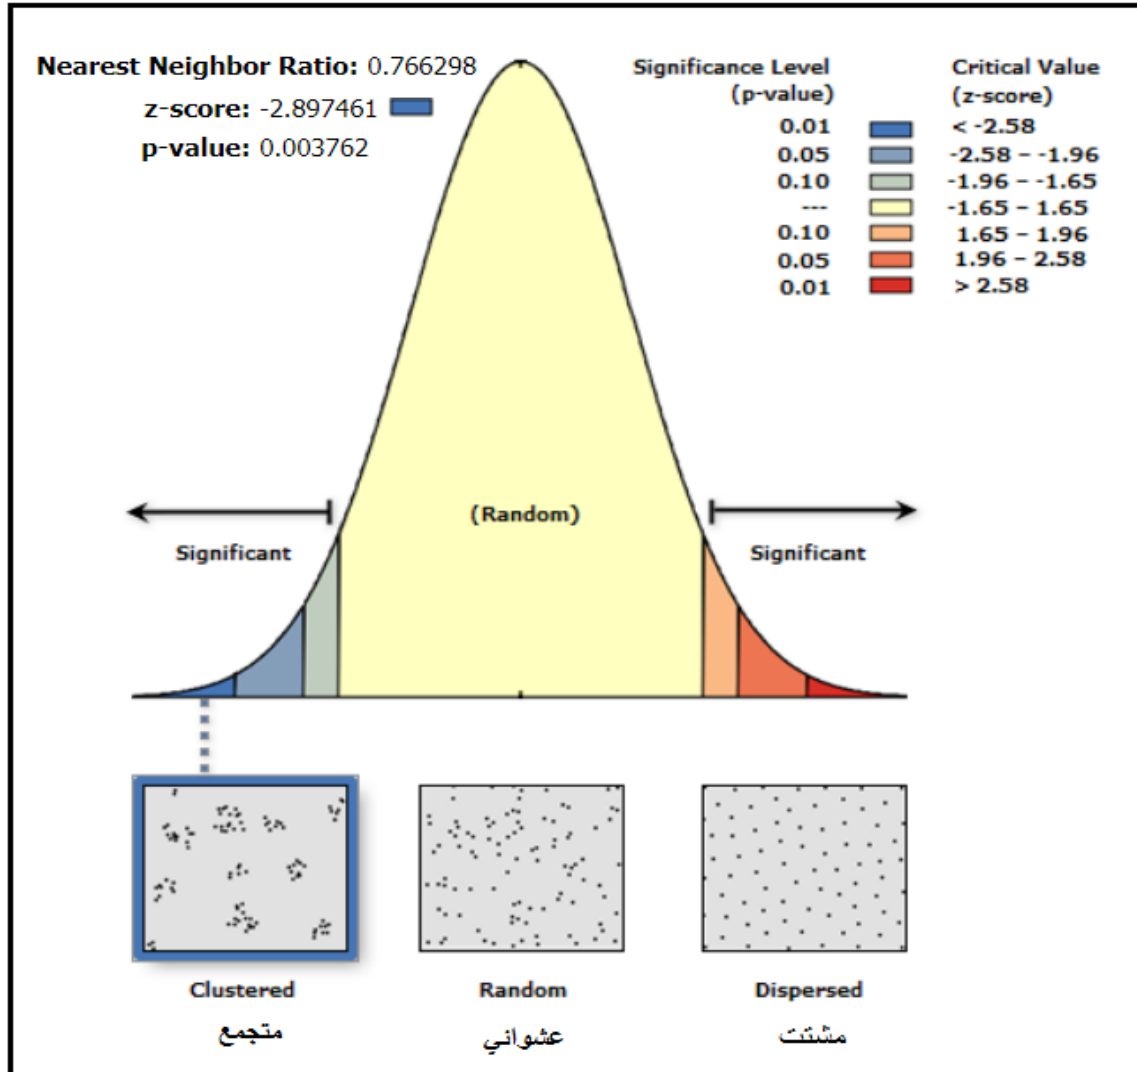 Nearest Neighbor Ratio: 0.766298
z-score: -2.897461
p-value: 0.003762
Significance Level
(p-value)
Critical Value
(z-score)
0.01 < -2.58
0.05 -2.58 – -1.96
0.10 -1.96 – -1.65
--- -1.65 – 1.65
0.10 1.65 – 1.96
0.05 1.96 – 2.58
0.01 > 2.58
(Random)
Significant
Significant
Clustered
Random
Dispersed
متجمع
عشواني
مشتت